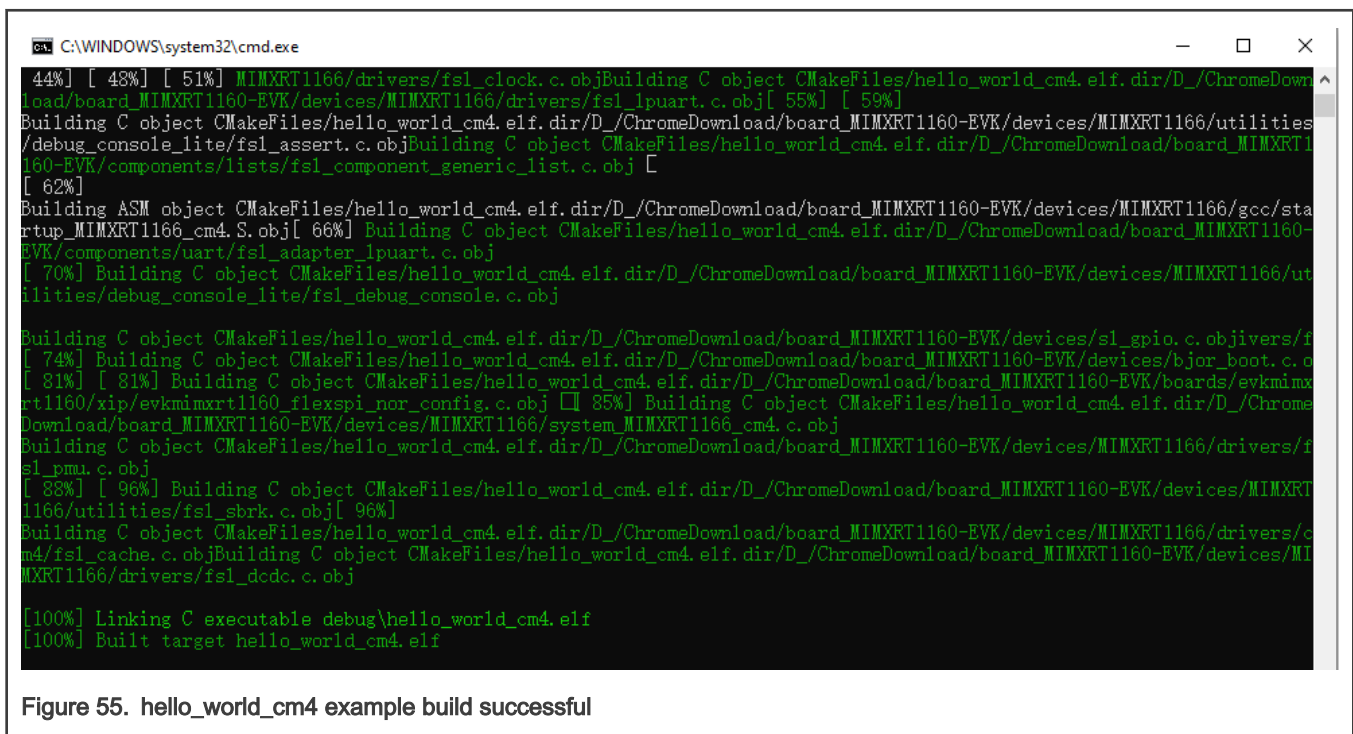 C:\WINDOWS\system32\cmd.exe
44%] [ 48%] [ 51%] MIMXRT1166/drivers/fsl_clock.c.objBuilding C object CMakeFiles/hello_world_cm4.elf.dir/D_/ChromeDown
load/board_MIMXRT1160-EVK/devices/MIMXRT1166/drivers/fsl_lpuart.c.obj[ 55%] [ 59%]
Building C object CMakeFiles/hello_world_cm4.elf.dir/D_/ChromeDownload/board_MIMXRT1160-EVK/devices/MIMXRT1166/utilities
/debug_console_lite/fsl_assert.c.objBuilding C object CMakeFiles/hello_world_cm4.elf.dir/D_/ChromeDownload/board_MIMXRT1
160-EVK/components/lists/fsl_component_generic_list.c.obj [
[ 62%]
Building ASM object CMakeFiles/hello_world_cm4.elf.dir/D_/ChromeDownload/board_MIMXRT1160-EVK/devices/MIMXRT1166/gcc/sta
rtup_MIMXRT1166_cm4.S.obj[ 66%] Building C object CMakeFiles/hello_world_cm4.elf.dir/D_/ChromeDownload/board_MIMXRT1160-
EVK/components/uart/fsl_adapter_lpuart.c.obj
[ 70%] Building C object CMakeFiles/hello_world_cm4.elf.dir/D_/ChromeDownload/board_MIMXRT1160-EVK/devices/MIMXRT1166/ut
ilities/debug_console_lite/fsl_debug_console.c.obj
Building C object CMakeFiles/hello_world_cm4.elf.dir/D_/ChromeDownload/board_MIMXRT1160-EVK/devices/sl_gpio.c.objivers/f
[ 74%] Building C object CMakeFiles/hello_world_cm4.elf.dir/D_/ChromeDownload/board_MIMXRT1160-EVK/devices/bjor_boot.c.o
[ 81%] [ 81%] Building C object CMakeFiles/hello_world_cm4.elf.dir/D_/ChromeDownload/board_MIMXRT1160-EVK/boards/evkmimx
rt1160/xip/evkmimxrt1160_flexspi_nor_config.c.obj [ 85%] Building C object CMakeFiles/hello_world_cm4.elf.dir/D_/Chrome
Download/board_MIMXRT1160-EVK/devices/MIMXRT1166/system_MIMXRT1166_cm4.c.obj
Building C object CMakeFiles/hello_world_cm4.elf.dir/D_/ChromeDownload/board_MIMXRT1160-EVK/devices/MIMXRT1166/drivers/f
sl_pmu.c.obj
[ 88%] [ 96%] Building C object CMakeFiles/hello_world_cm4.elf.dir/D_/ChromeDownload/board_MIMXRT1160-EVK/devices/MIMXRT
1166/utilities/fsl_sbrk.c.obj[ 96%]
Building C object CMakeFiles/hello_world_cm4.elf.dir/D_/ChromeDownload/board_MIMXRT1160-EVK/devices/MIMXRT1166/drivers/c
m4/fsl_cache.c.objBuilding C object CMakeFiles/hello_world_cm4.elf.dir/D_/ChromeDownload/board_MIMXRT1160-EVK/devices/MI
MXRT1166/drivers/fsl_dcdc.c.obj
[100%] Linking C executable debug\hello_world_cm4.elf
[100%] Built target hello_world_cm4.elf
Figure 55. hello_world_cm4 example build successful